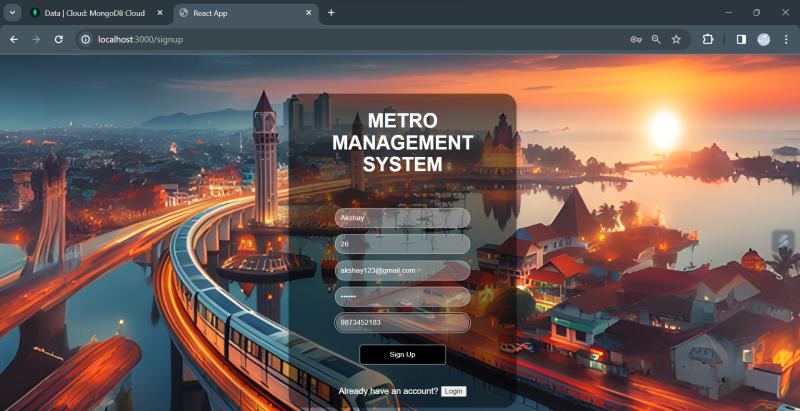 Data | Cloud: MongoDB Cloud
React App
localhost:3000/signup
METRO
MANAGEMENT
SYSTEM
Akshay
26
akshay123@gmail.com
••••••
9873452183
Sign Up
Already have an account? Login